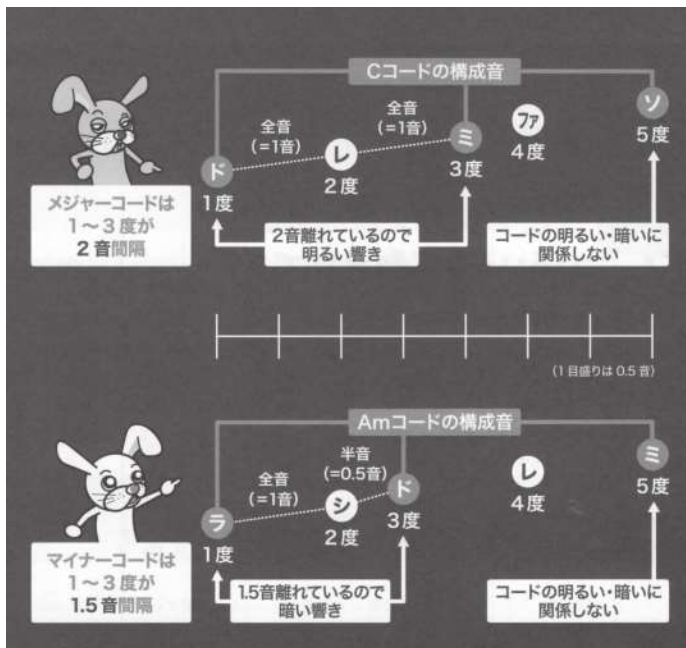 Cコードの構成音
全音
(=1音)
全音
(=1音)
ド
レ
ミ
ファ
ソ
1度
2度
3度
4度
5度
メジャーコードは
1〜3度が
2音間隔
2音離れているので
明るい響き
コードの明るい・暗いに
関係しない
(1目盛りは0.5音)
Amコードの構成音
全音
(=1音)
半音
(=0.5音)
ラ
シ
ド
レ
ミ
1度
2度
3度
4度
5度
マイナーコードは
1〜3度が
1.5音間隔
1.5音離れているので
暗い響き
コードの明るい・暗いに
関係しない